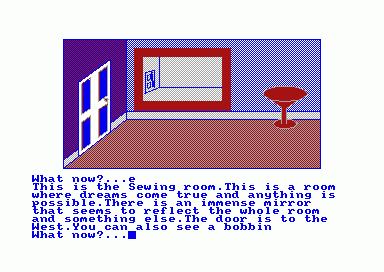 What now?...e
This is the Sewing room.This is a room
where dreams come true and anything is
possible.There is an immense mirror
that seems to reflect the whole room
and something else.The door is to the
West.You can also see a bobbin
What now?...